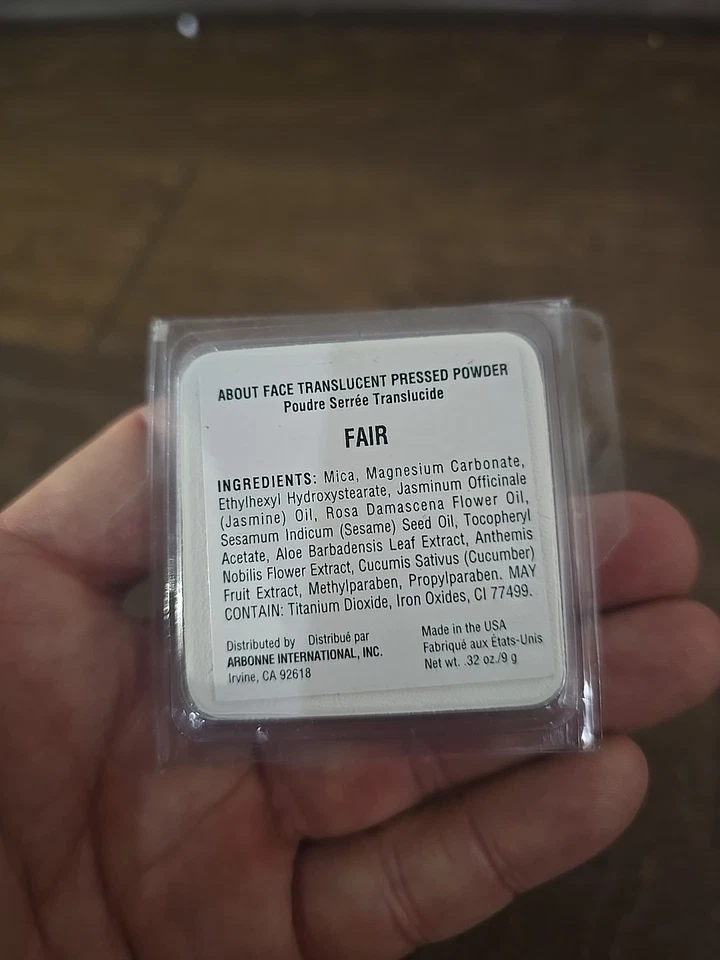 ABOUT FACE TRANSLUCENT PRESSED POWDER
Poudre Serrée Translucide
FAIR
INGREDIENTS: Mica, Magnesium Carbonate,
Ethylhexyl Hydroxystearate, Jasminum Officinale
(Jasmine) Oil, Rosa Damascena Flower Oil,
Sesamum Indicum (Sesame) Seed Oil, Tocopheryl
Acetate, Aloe Barbadensis Leaf Extract, Anthemis
Nobilis Flower Extract, Cucumis Sativus (Cucumber)
Fruit Extract, Methylparaben, Propylparaben. MAY
CONTAIN: Titanium Dioxide, Iron Oxides, CI 77499.
Distributed by Distribué par
ARBONNE INTERNATIONAL, INC.
Irvine, CA 92618
Made in the USA
Fabriqué aux États-Unis
Net wt. .32 oz./9 g